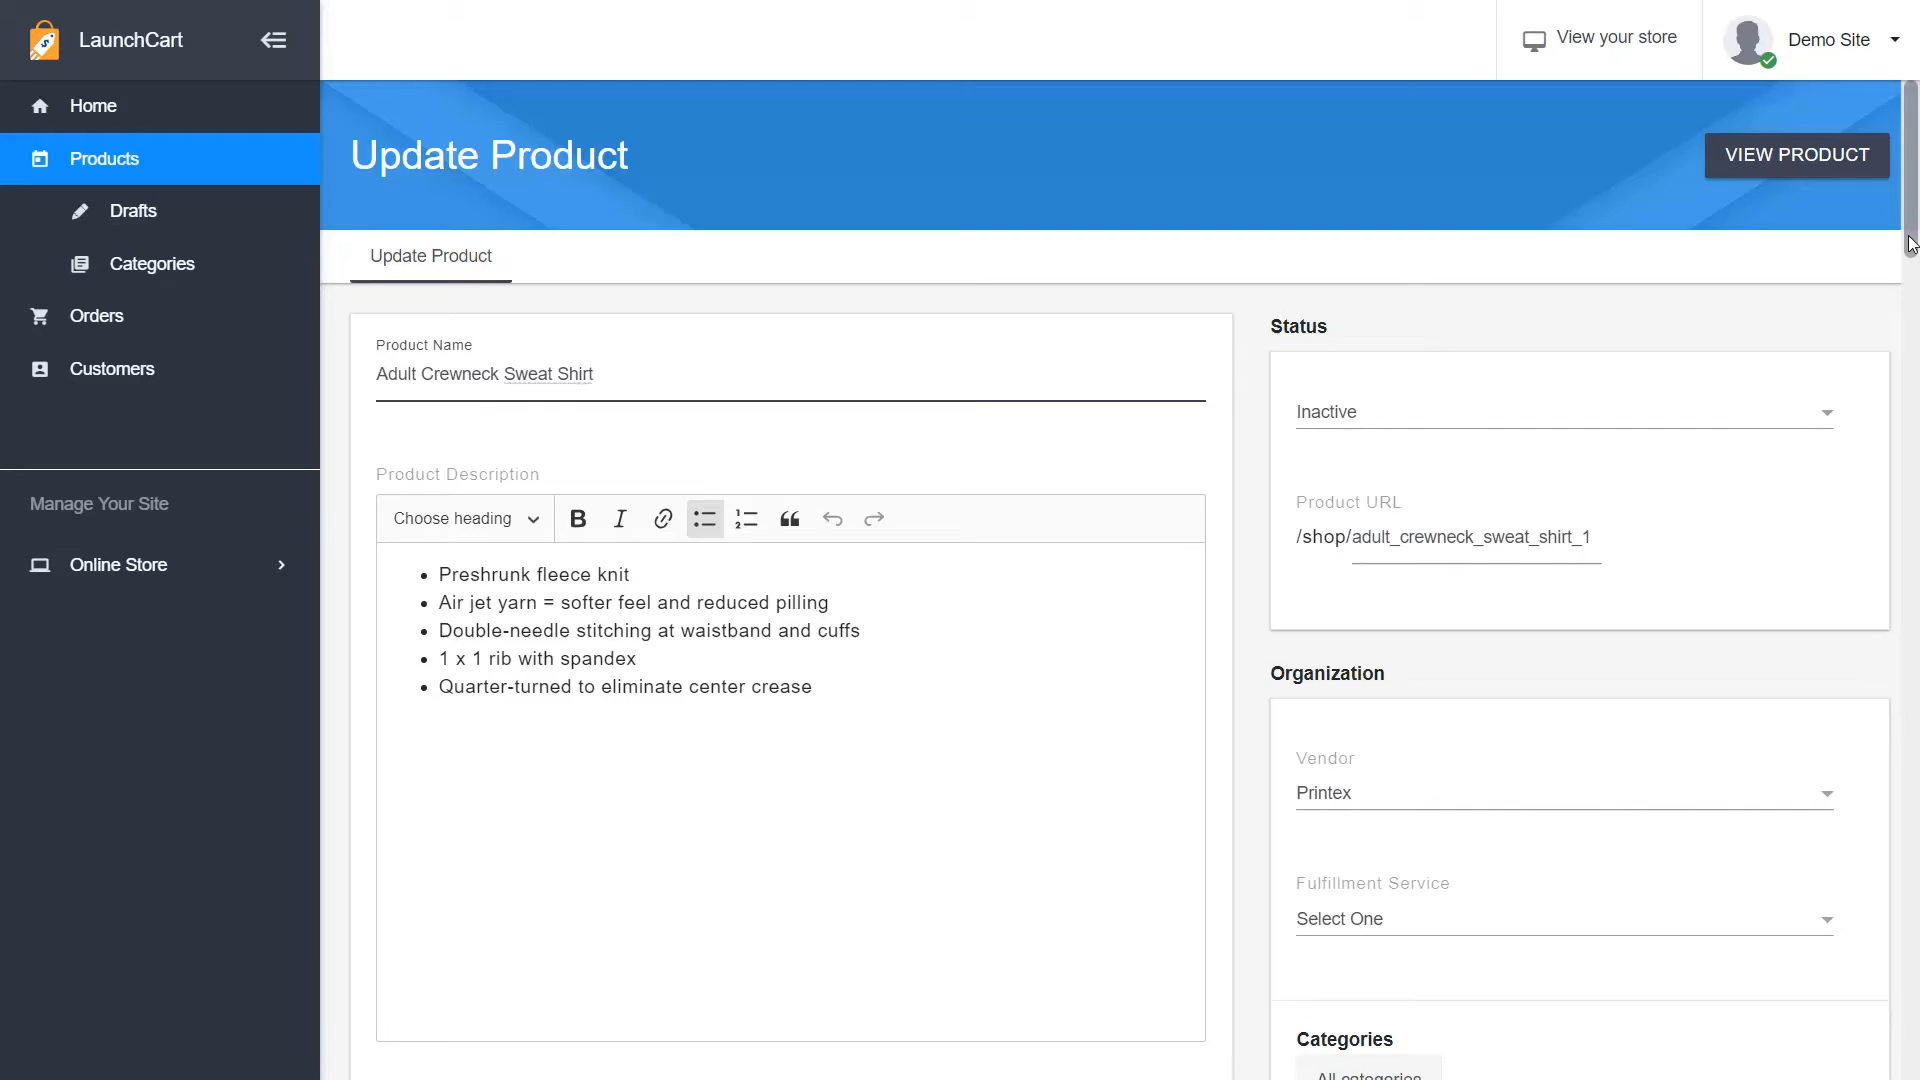 LaunchCart
View your store
Demo Site
Home
Products
Drafts
Categories
Orders
Customers
Manage Your Site
Online Store
Update Product
VIEW PRODUCT
Update Product
Product Name
Adult Crewneck Sweat Shirt
Product Description
Choose heading
B I
Preshrunk fleece knit
Air jet yarn = softer feel and reduced pilling
Double-needle stitching at waistband and cuffs
1 x 1 rib with spandex
Quarter-turned to eliminate center crease
Status
Inactive
Product URL
/shop/adult_crewneck_sweat_shirt_1
Organization
Vendor
Printex
Fulfillment Service
Select One
Categories
All categories